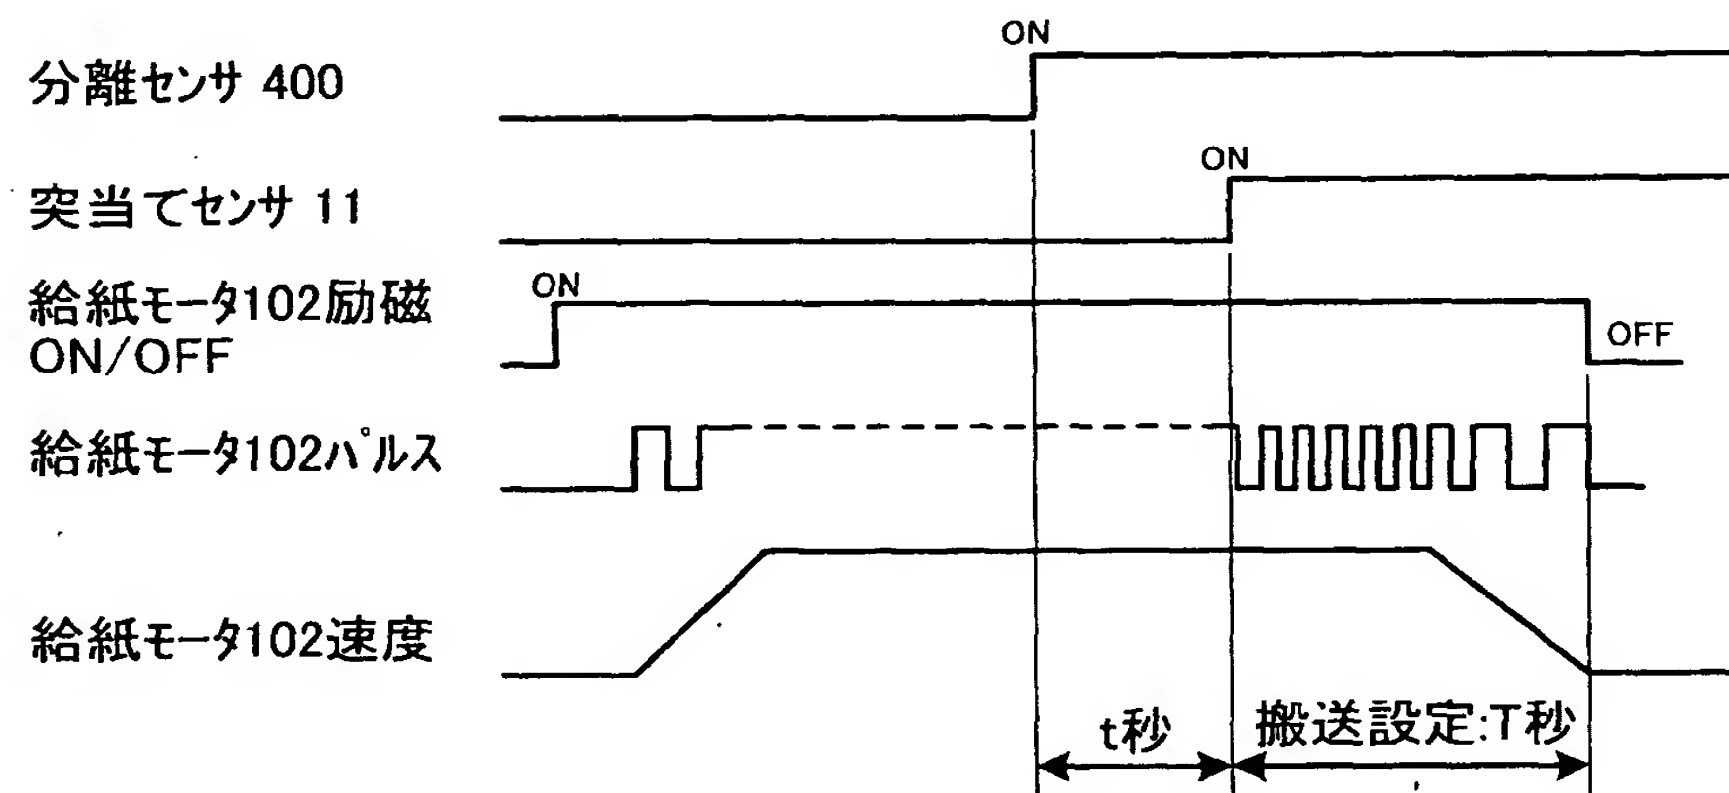 ON
分離センサ 400
ON
突当てセンサ 11
ON
給紙モータ102励磁
ON/OFF
OFF
給紙モータ102パルス
給紙モータ102速度
t秒
搬送設定:T秒